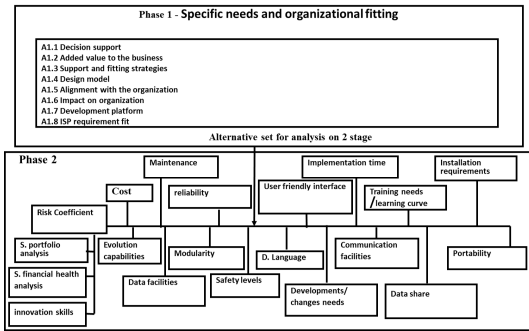 Phase 1 - Specific needs and organizational fitting
A1.1 Decision support
A1.2 Added value to the business
A1.3 Support and fitting strategies
A1.4 Design model
A1.5 Alignment with the organization
A1.6 Impact on organization
A1.7 Development platform
A1.8 ISP requirement fit
Alternative set for analysis on 2 stage
Phase 2
Maintenance
Implementation time
Installation
requirements
Cost
reliability
User friendly interface
Training needs
/learning curve
Risk Coefficient
S. portfolio
analysis
Evolution
capabilities
Modularity
D. Language
Communication
facilities
Portability
S. financial health
analysis
Data facilities
Safety levels
Developments/
changes needs
Data share
innovation skills